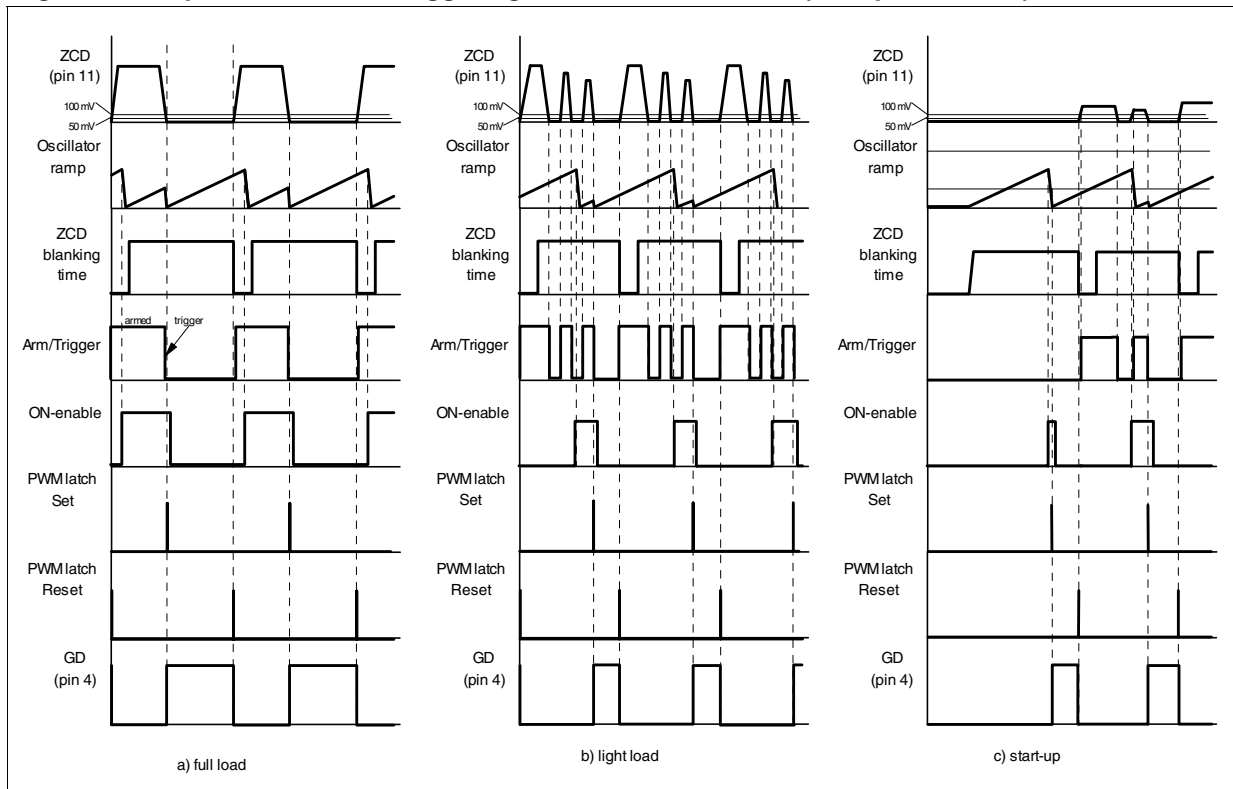 ZCD
(pin 11)
100 mV
50 mV
Oscillator
ramp
ZCD
blanking
time
armed
trigger
Arm/Trigger
ON-enable
PWM latch
Set
PWM latch
Reset
GD
(pin 4)
a) full load
ZCD
(pin 11)
100 mV
50 mV
Oscillator
ramp
ZCD
blanking
time
Arm/Trigger
ON-enable
PWM latch
Set
PWM latch
Reset
GD
(pin 4)
b) light load
ZCD
(pin 11)
100 mV
50 mV
Oscillator
ramp
ZCD
blanking
time
Arm/Trigger
ON-enable
PWM latch
Set
PWM latch
Reset
GD
(pin 4)
c) start-up